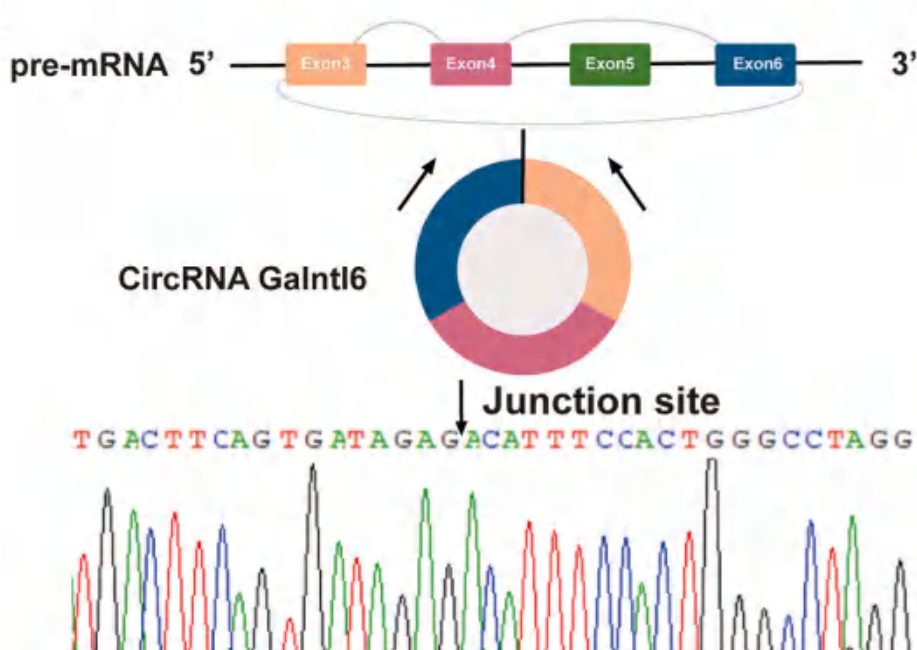 pre-mRNA 5’ Exon3 Exon4 Exon5 Exon6 3’
CircRNA Galntl6
Junction site
TGACTTCAGTGATAGAGACATTTCCACTGGGCCTAGG